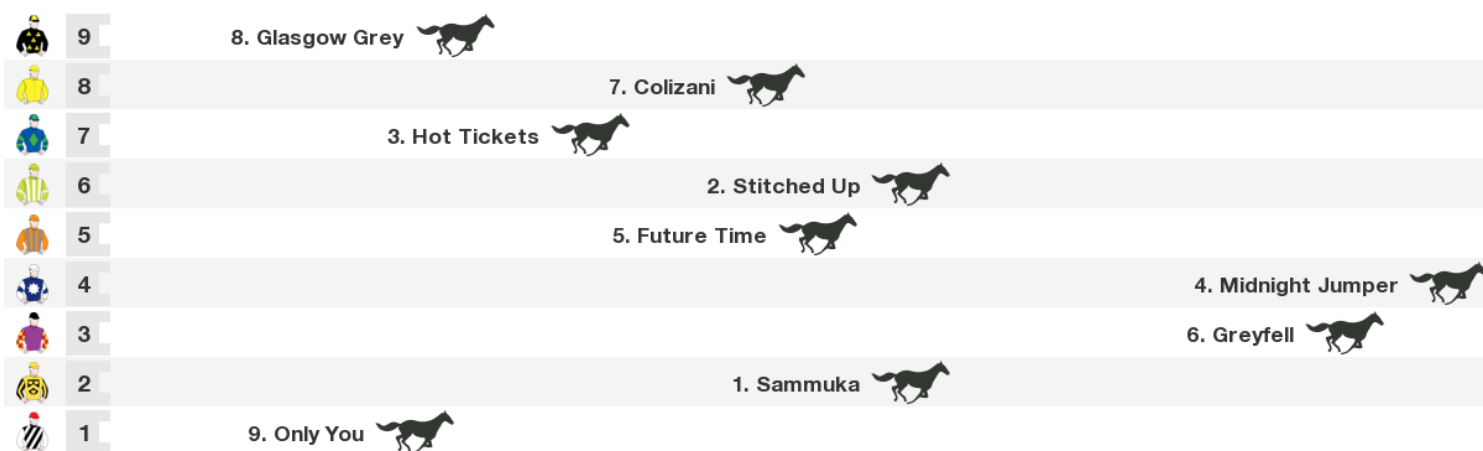 9 8. Glasgow Grey
8 7. Colizani
7 3. Hot Tickets
6 2. Stitched Up
5 5. Future Time
4 4. Midnight Jumper
3 6. Greyfell
2 1. Sammuka
1 9. Only You